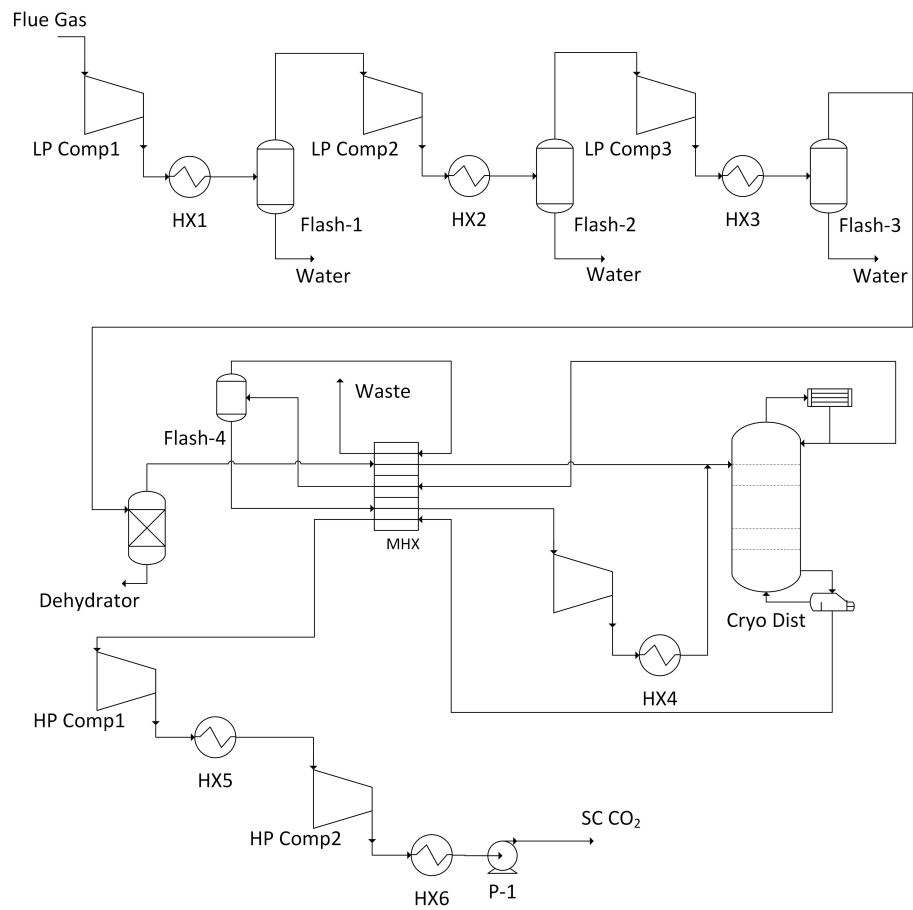 Flue Gas
LP Comp1
LP Comp2
LP Comp3
HX1
HX2
HX3
Flash-1
Flash-2
Flash-3
Water
Water
Water
Waste
Flash-4
MHX
Dehydrator
Cryo Dist
HX4
HP Comp1
HX5
HP Comp2
SC CO₂
HX6
P-1